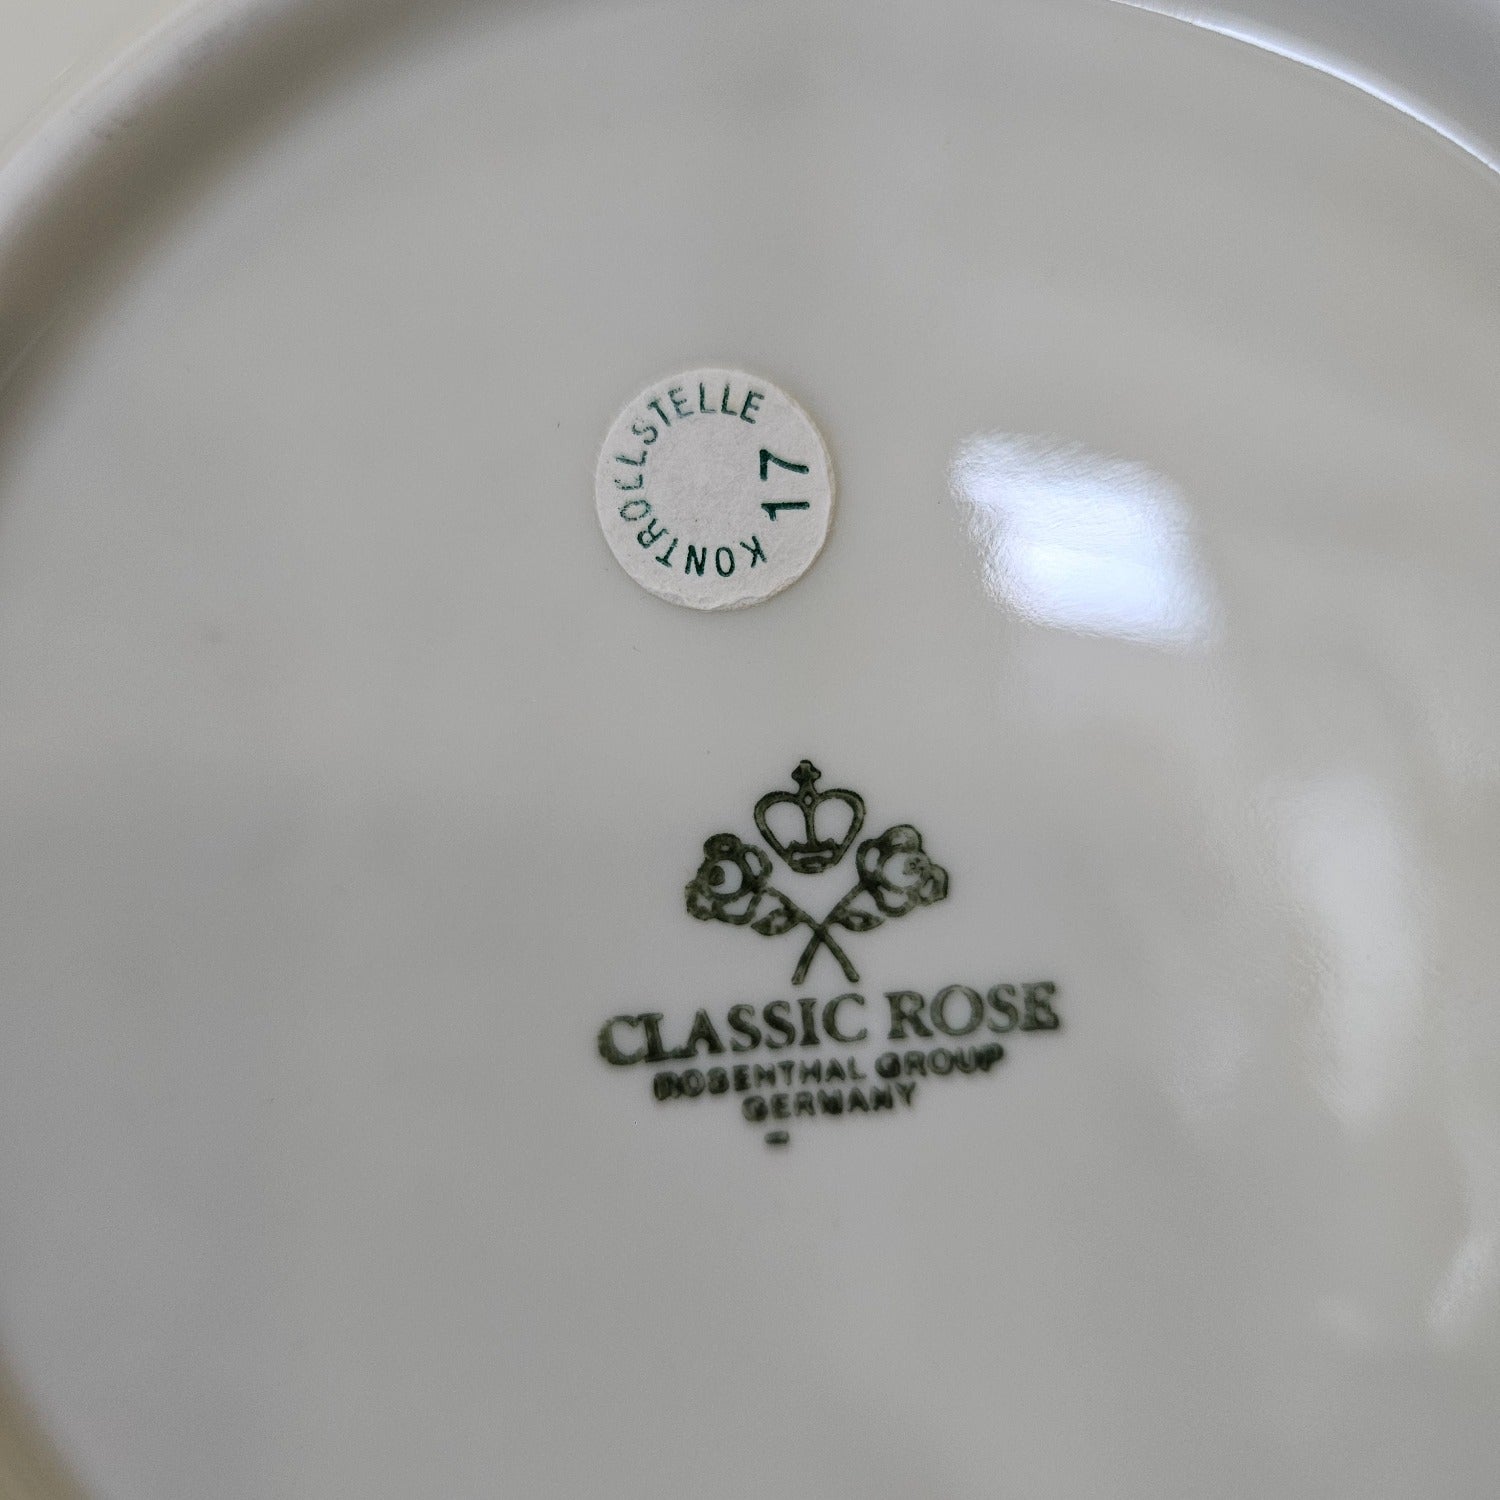 KONTROLLSTELLE
17
CLASSIC ROSE
ROSENTHAL GROUP
GERMANY